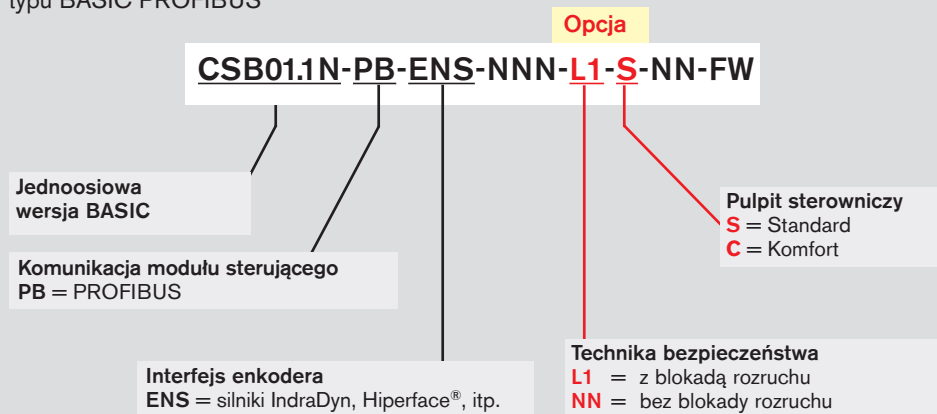 typu BASIC PROFIBUS
Opcja
CSB01.1N-PB-ENS-NNN-L1-S-NN-FW
Jednoosiowa
wersja BASIC
Pulpit sterowniczy
S = Standard
C = Komfort
Komunikacja modułu sterującego
PB = PROFIBUS
Technika bezpieczeństwa
L1 = z blokadą rozruchu
NN = bez blokady rozruchu
Interfejs enkodera
ENS = silniki IndraDyn, Hiperface®, itp.